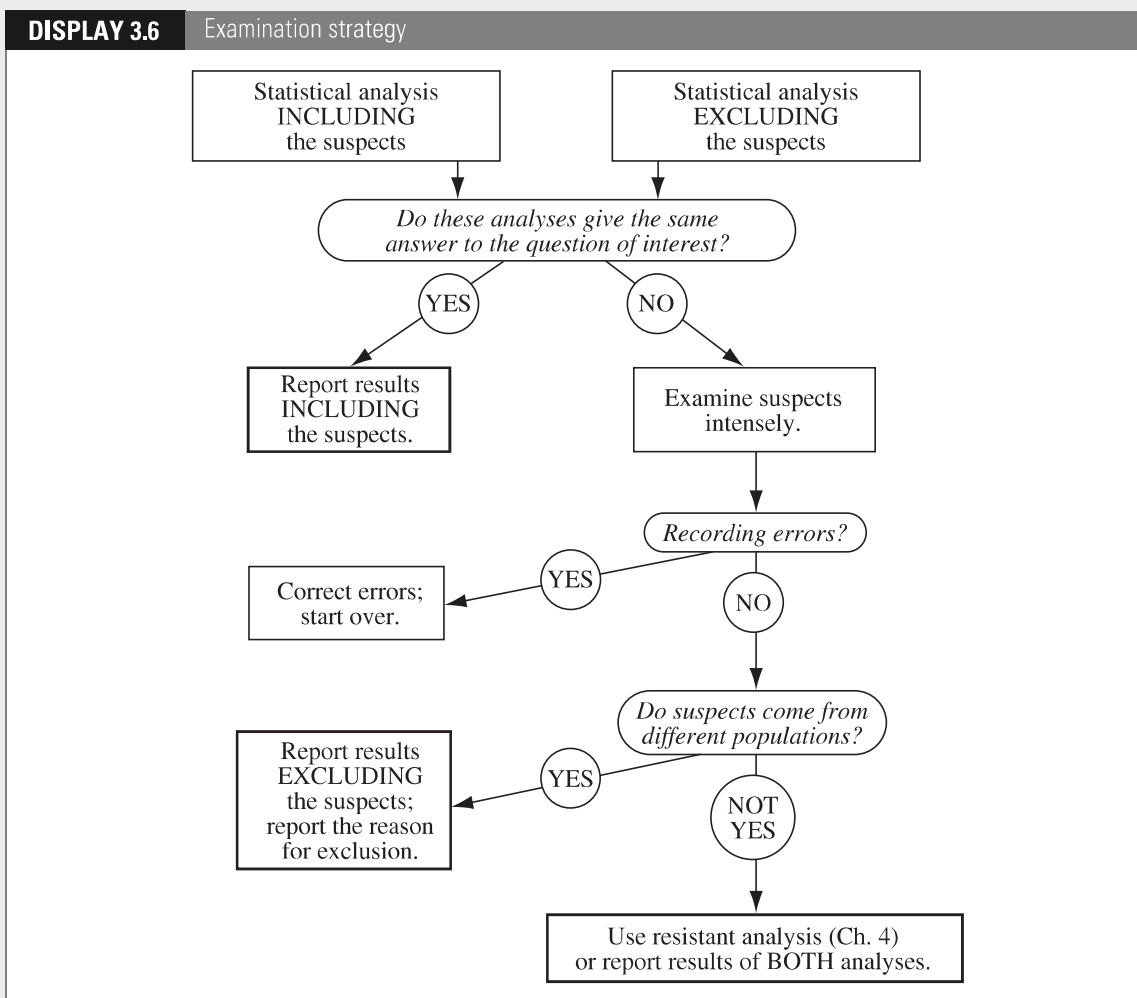 DISPLAY 3.6 Examination strategy
Statistical analysis
INCLUDING
the suspects
Statistical analysis
EXCLUDING
the suspects
Do these analyses give the same
answer to the question of interest?
YES
NO
Report results
INCLUDING
the suspects.
Examine suspects
intensely.
Recording errors?
YES
NO
Correct errors;
start over.
Do suspects come from
different populations?
YES
NOT
YES
Report results
EXCLUDING
the suspects;
report the reason
for exclusion.
Use resistant analysis (Ch. 4)
or report results of BOTH analyses.